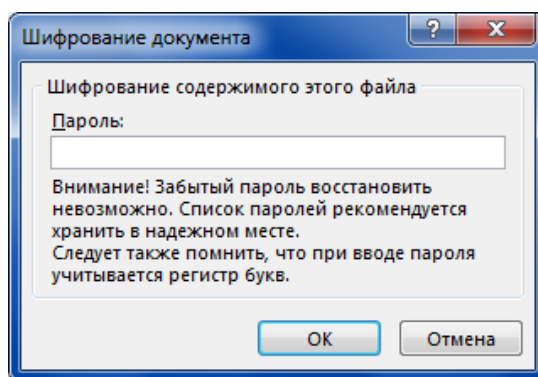 Шифрование документа
Шифрование содержимого этого файла
Пароль:
Внимание! Забытый пароль восстановить
невозможно. Список паролей рекомендуется
хранить в надежном месте.
Следует также помнить, что при вводе пароля
учитывается регистр букв.
ОК
Отмена